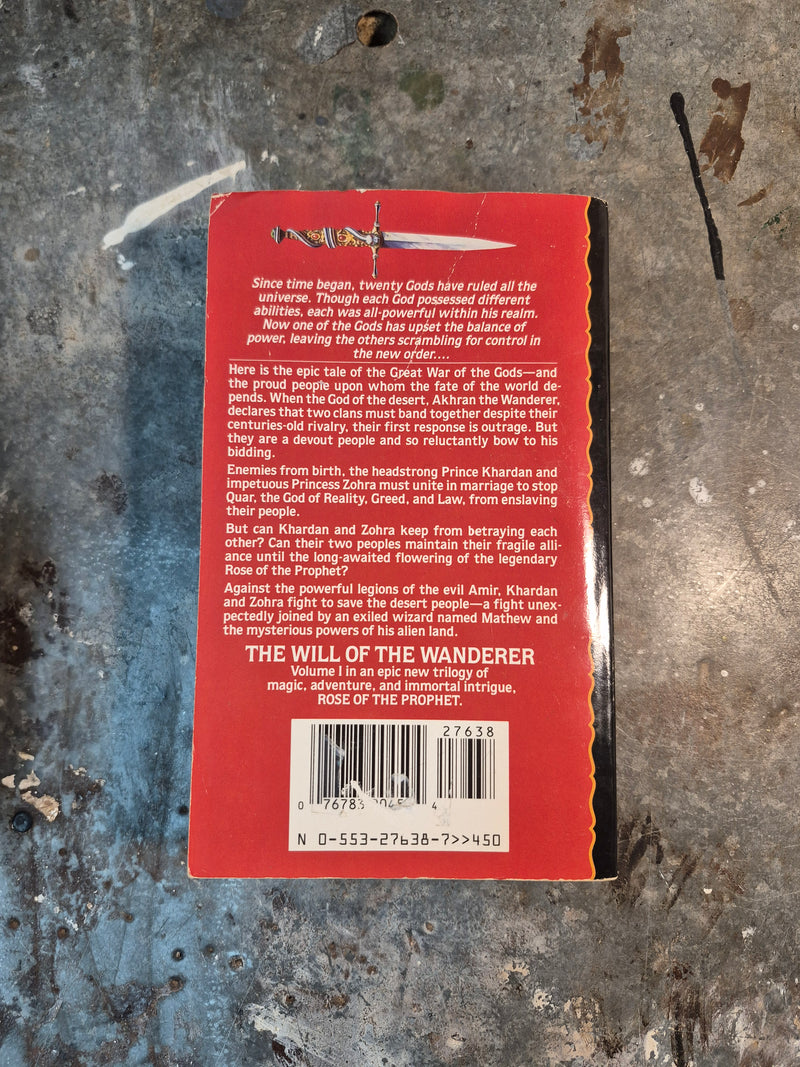 Since time began, twenty Gods have ruled all the
universe. Though each God possessed different
abilities, each was all-powerful within his realm.
Now one of the Gods has upset the balance of
power, leaving the others scrambling for control in
the new order....
Here is the epic tale of the Great War of the Gods—and
the proud people upon whom the fate of the world de-
pends. When the God of the desert, Akhran the Wanderer,
declares that two clans must band together despite their
centuries-old rivalry, their first response is outrage. But
they are a devout people and so reluctantly bow to his
bidding.
Enemies from birth, the headstrong Prince Khardan and
impetuous Princess Zohra must unite in marriage to stop
Quar, the God of Reality, Greed, and Law, from enslaving
their people.
But can Khardan and Zohra keep from betraying each
other? Can their two peoples maintain their fragile alli-
ance until the long-awaited flowering of the legendary
Rose of the Prophet?
Against the powerful legions of the evil Amir, Khardan
and Zohra fight to save the desert people—a fight unex-
pectedly joined by an exiled wizard named Mathew and
the mysterious powers of his alien land.
THE WILL OF THE WANDERER
Volume I in an epic new trilogy of
magic, adventure, and immortal intrigue,
ROSE OF THE PROPHET.
27638
0 76783 4
N 0-553-27638-7>>450